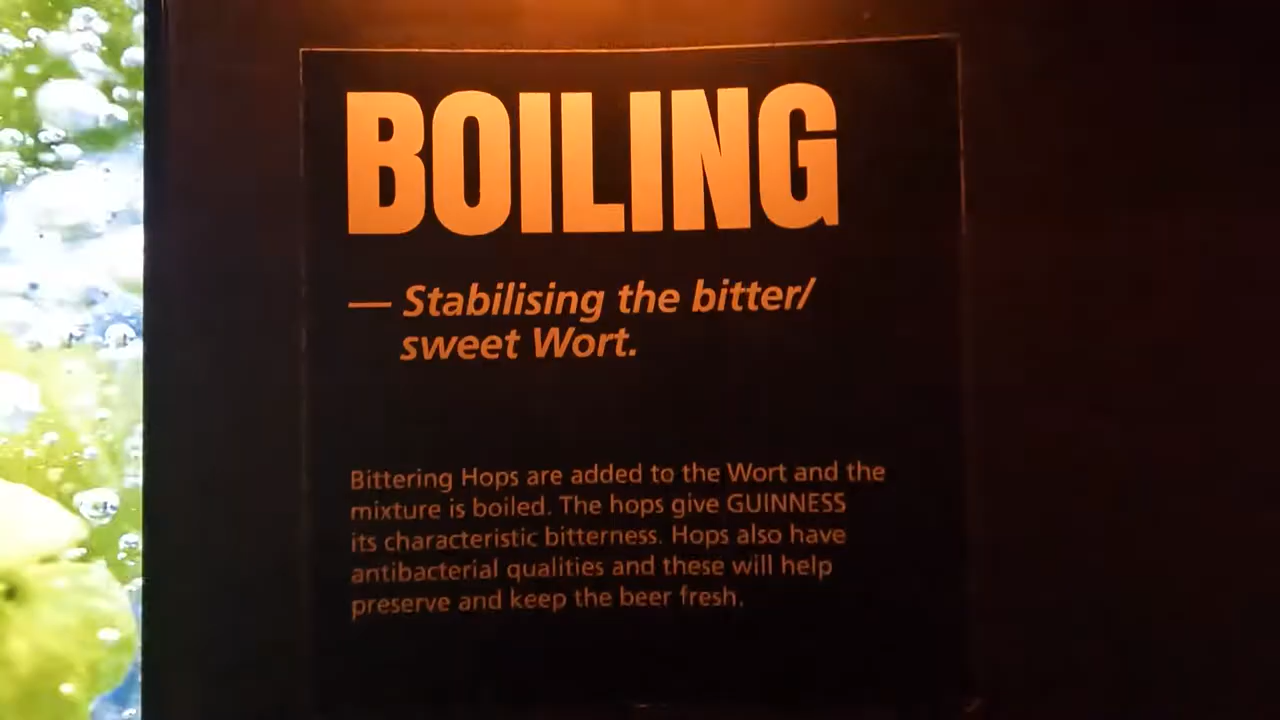 BOILING
— Stabilising the bitter/
sweet Wort.
Bittering Hops are added to the Wort and the
mixture is boiled. The hops give GUINNESS
its characteristic bitterness. Hops also have
antibacterial qualities and these will help
preserve and keep the beer fresh.